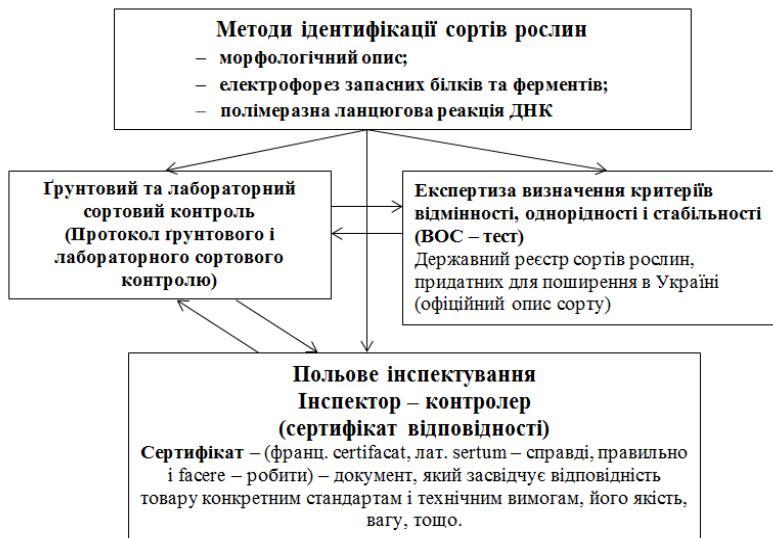 Методи ідентифікації сортів рослин
– морфологічний опис;
– електрофорез запасних білків та ферментів;
– полімеразна ланцюгова реакція ДНК
Ґрунтовий та лабораторний
сортовий контроль
(Протокол ґрунтового і
лабораторного сортового
контролю)
Експертиза визначення критеріїв
відмінності, однорідності і стабільності
(ВОС – тест)
Державний реєстр сортів рослин,
придатних для поширення в Україні
(офіційний опис сорту)
Польове інспектування
Інспектор – контролер
(сертифікат відповідності)
Сертифікат – (франц. certifacat, лат. sertum – справді, правильно
і facere – робити) – документ, який засвідчує відповідність
товару конкретним стандартам і технічним вимогам, його якість,
вагу, тощо.